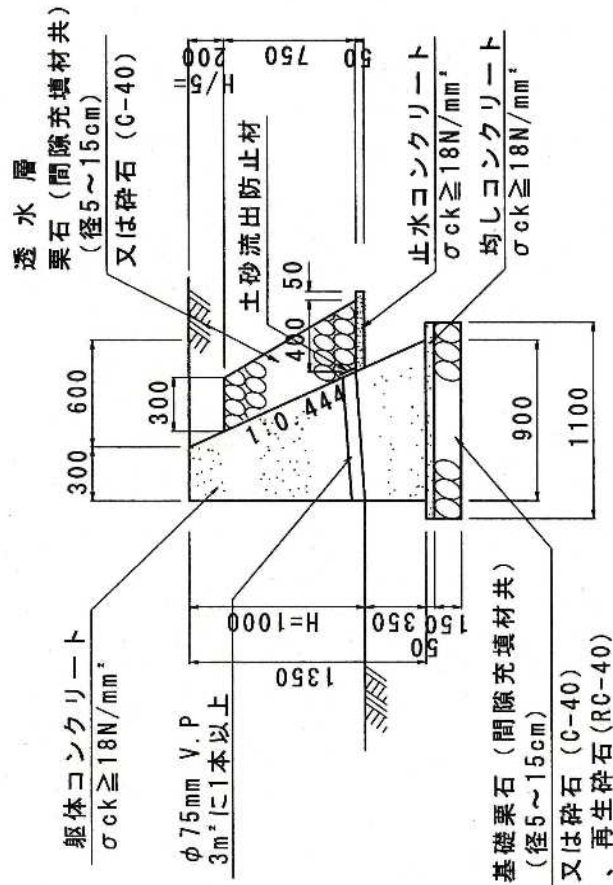 透水層
栗石(間隙充填材共)
(径5~15cm)
又は砕石(C-40)
土砂流出防止材
躯体コンクリート
σck≧18N/mm²
φ75mm V.P
3m²に1本以上
300
600
300
1:0.444
400
50
H/5=200
750
50
H=1000
1350
350
50
150
900
1100
止水コンクリート
σck≧18N/mm²
均しコンクリート
σck≧18N/mm²
基礎栗石(間隙充填材共)
(径5~15cm)
又は砕石(C-40)
、再生砕石(RC-40)